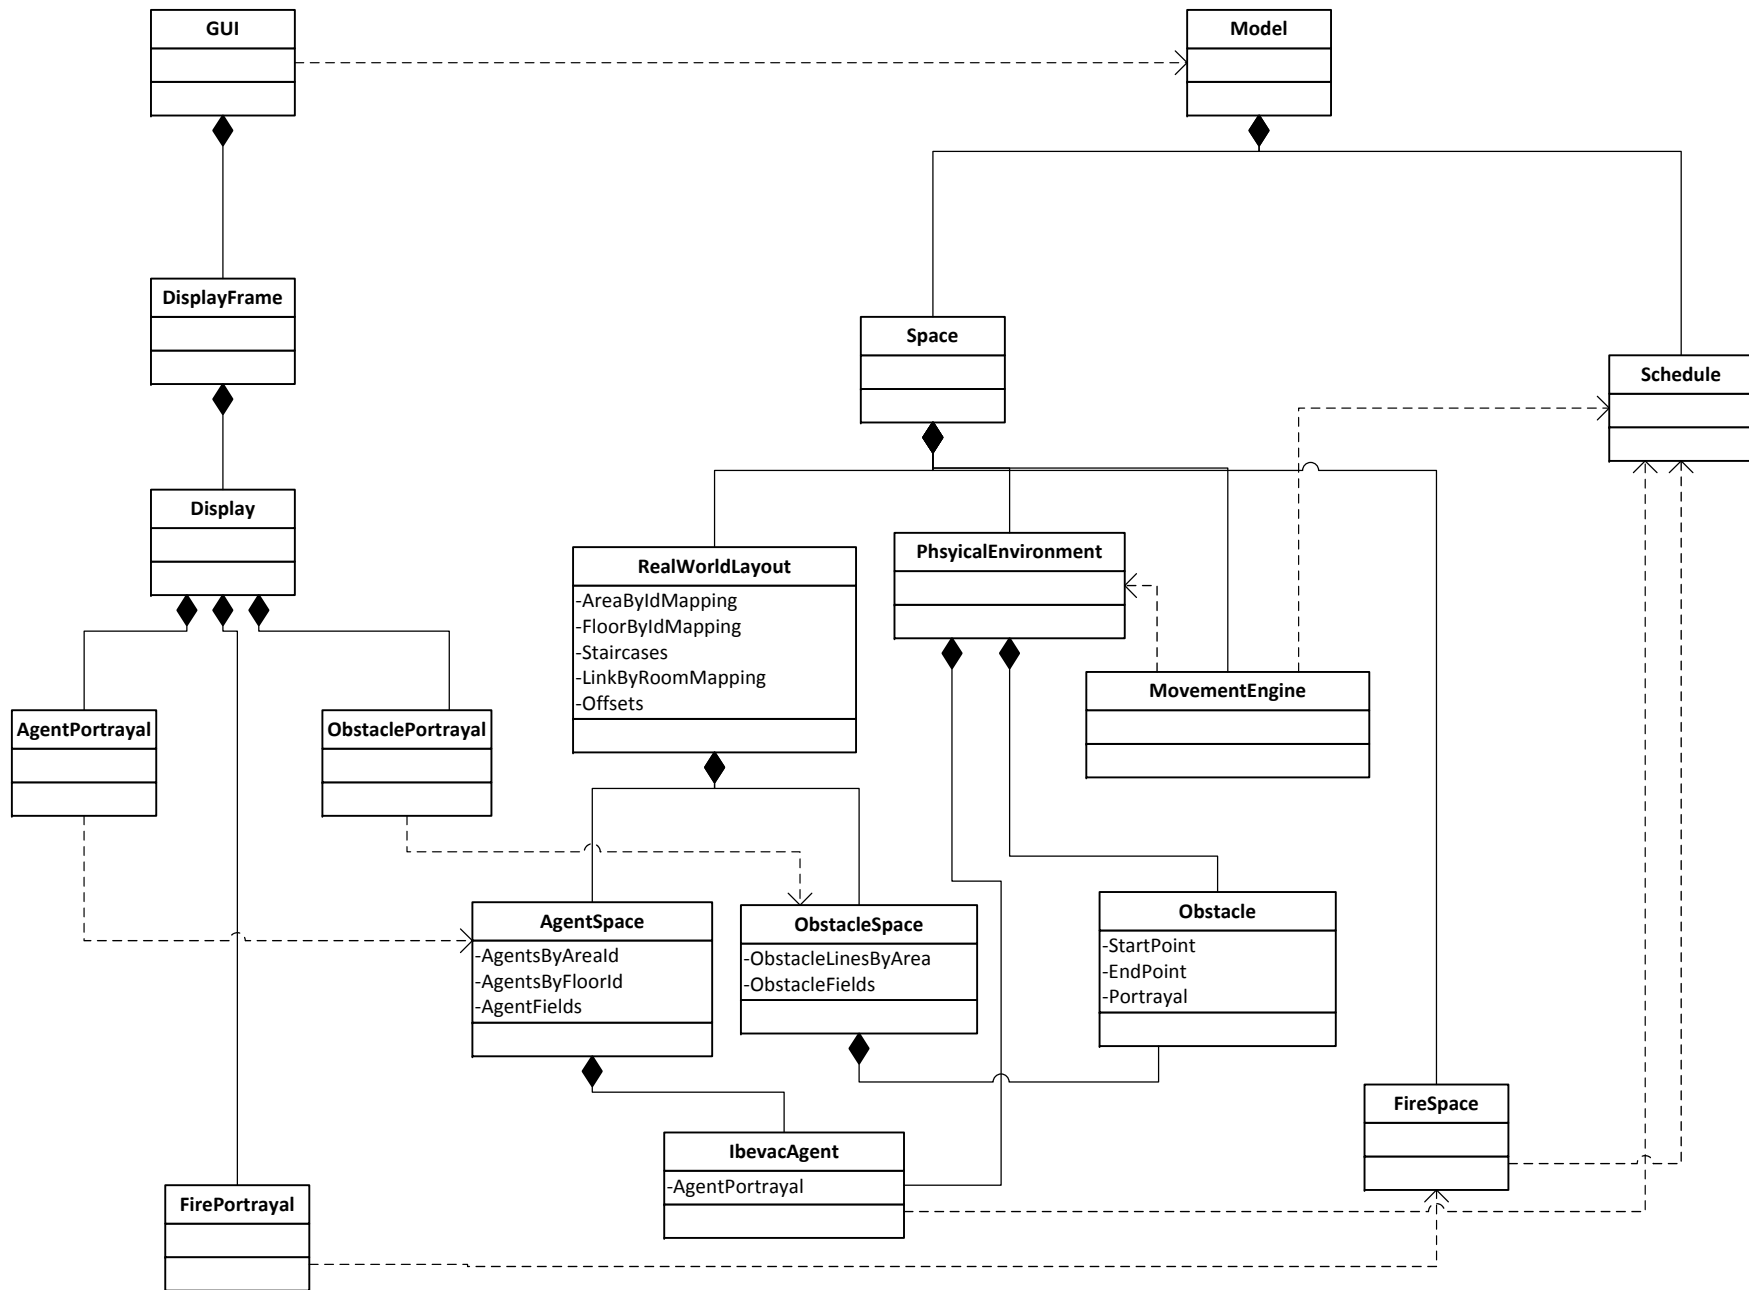 GUI
Model
DisplayFrame
Space
Schedule
Display
PhsyicalEnvironment
RealWorldLayout
-AreaByIdMapping
-FloorByIdMapping
-Staircases
-LinkByRoomMapping
-Offsets
MovementEngine
AgentPortrayal
ObstaclePortrayal
AgentSpace
-AgentsByAreaId
-AgentsByFloorId
-AgentFields
ObstacleSpace
-ObstacleLinesByArea
-ObstacleFields
Obstacle
-StartPoint
-EndPoint
-Portrayal
FireSpace
IbevacAgent
-AgentPortrayal
FirePortrayal